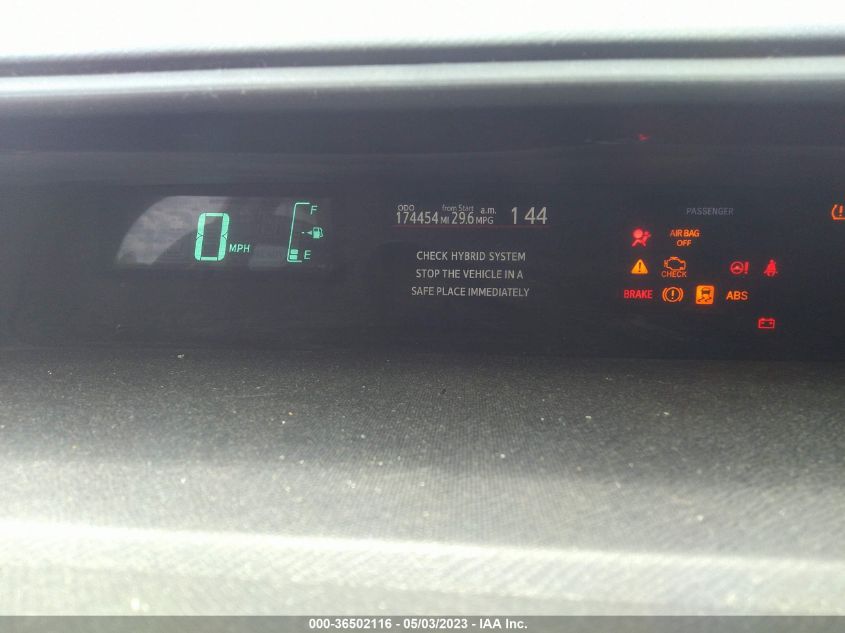 0 MPH
F
E
ODO from Start a.m.
174454 MI 29.6 MPG 1 44
CHECK HYBRID SYSTEM
STOP THE VEHICLE IN A
SAFE PLACE IMMEDIATELY
PASSENGER
AIR BAG
OFF
CHECK
BRAKE ABS
000-36502116 - 05/03/2023 - IAA Inc.